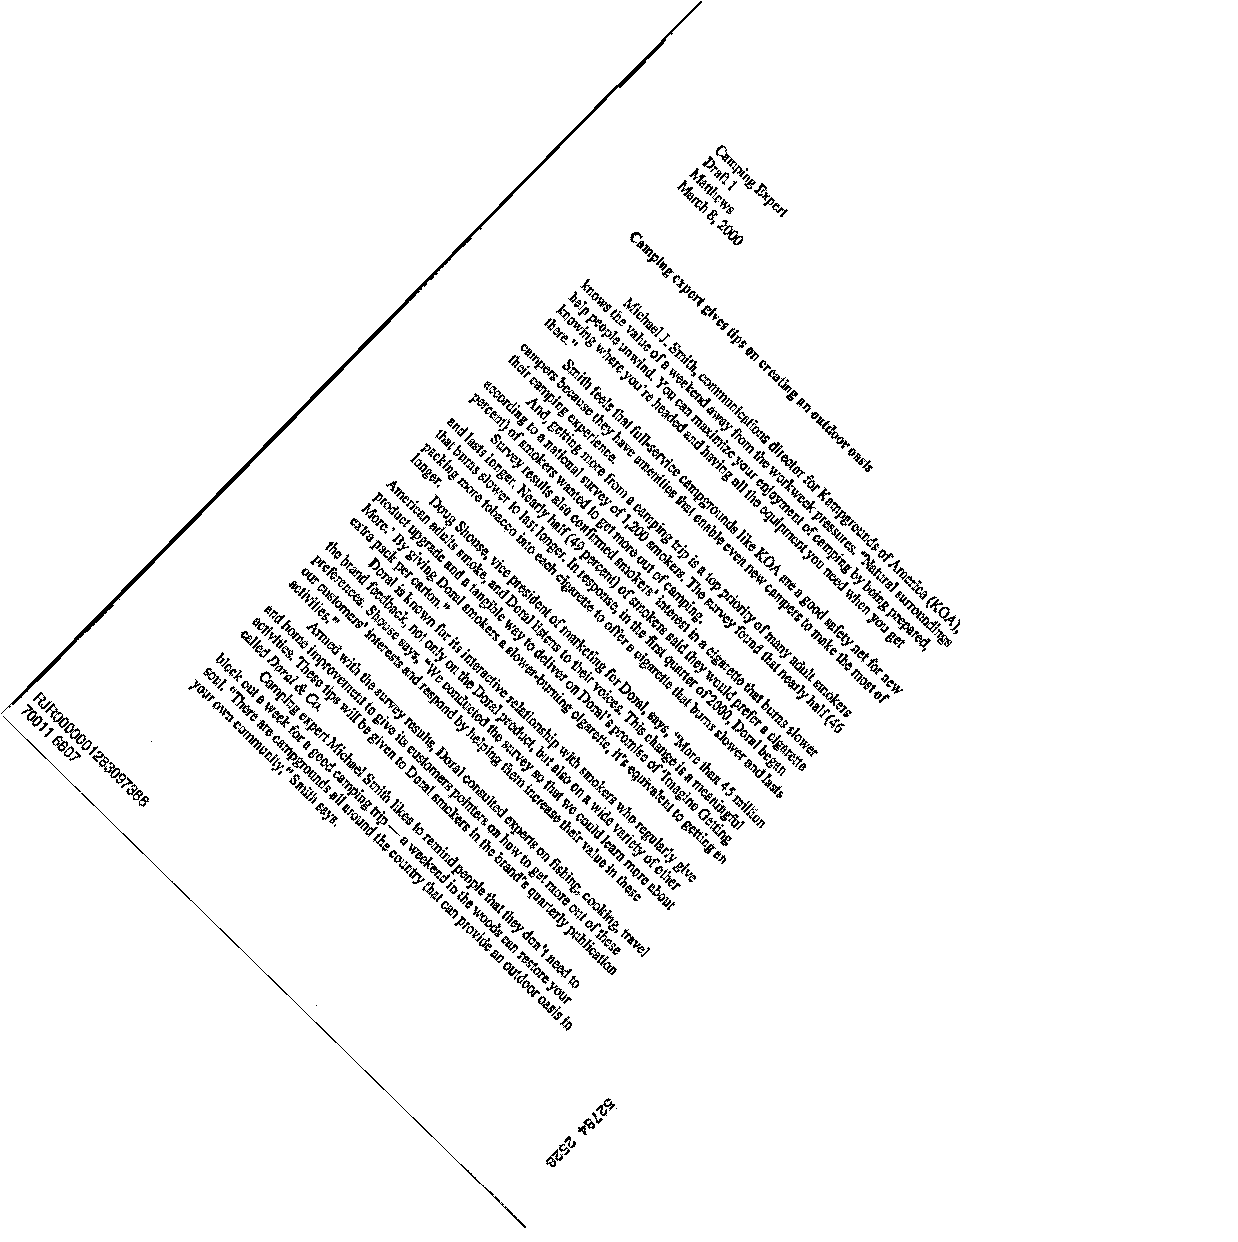 Camping Expert
Draft 1
Matthews
March 8, 2000
Camping expert gives tips on creating an outdoor oasis
Michael J. Smith, communications director for Kampgrounds of America (KOA),
knows the value of a weekend away from the workweek pressures. "Natural surroundings
help people unwind. You can maximize your enjoyment of camping by being prepared,
knowing where you're headed and having all the equipment you need when you get
there."
Smith feels that full-service campgrounds like KOA are a good safety net for new
campers because they have amenities that enable even new campers to make the most of
their camping experience.
And, getting more from a camping trip is a top priority of many adult smokers
according to a national survey of 1,200 smokers. The survey found that nearly half (46
percent) of smokers wanted to get more out of camping.
Survey results also confirmed smokers' interest in a cigarette that burns slower
and lasts longer. Nearly half (49 percent) of smokers said they would prefer a cigarette
that burns slower to last longer. In response, in the first quarter of 2000, Doral began
packing more tobacco into each cigarette to offer a cigarette that burns slower and lasts
longer.
Doug Shouse, vice president of marketing for Doral, says, "More than 45 million
American adults smoke, and Doral listens to their voices. This change is a meaningful
product upgrade and a tangible way to deliver on Doral's promise of 'Imagine Getting
More.' By giving Doral smokers a slower-burning cigarette, it's equivalent to getting an
extra pack per carton."
Doral is known for its interactive relationship with smokers who regularly give
the brand feedback, not only on the Doral product, but also on a wide variety of other
preferences. Shouse says, "We conducted the survey so that we could learn more about
our customers' interests and respond by helping them increase their value in these
activities."
Armed with the survey results, Doral consulted experts on fishing, cooking, travel
and home improvement to give its customers pointers on how to get more out of these
activities. These tips will be given to Doral smokers in the brand's quarterly publication
called Doral & Co.
Camping expert Michael Smith likes to remind people that they don't need to
block out a week for a good camping trip — a weekend in the woods can restore your
soul. "There are campgrounds all around the country that can provide an outdoor oasis in
your own community," Smith says.
RJR0000001283097368
70011 6807
52784 2528